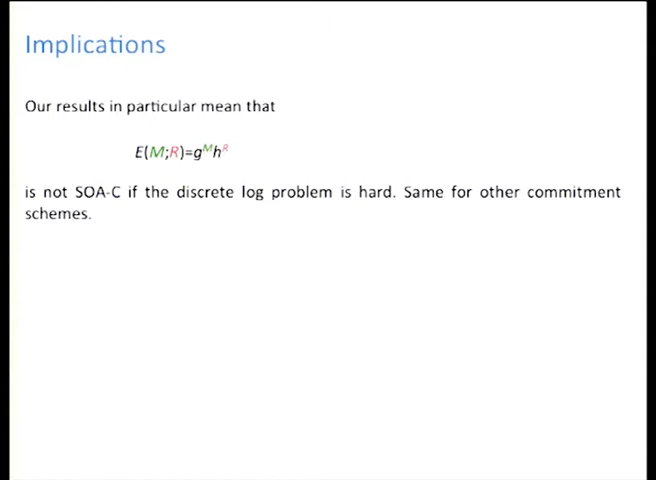 Implications
Our results in particular mean that
E(M;R)=g^M h^R
is not SOA-C if the discrete log problem is hard. Same for other commitment
schemes.